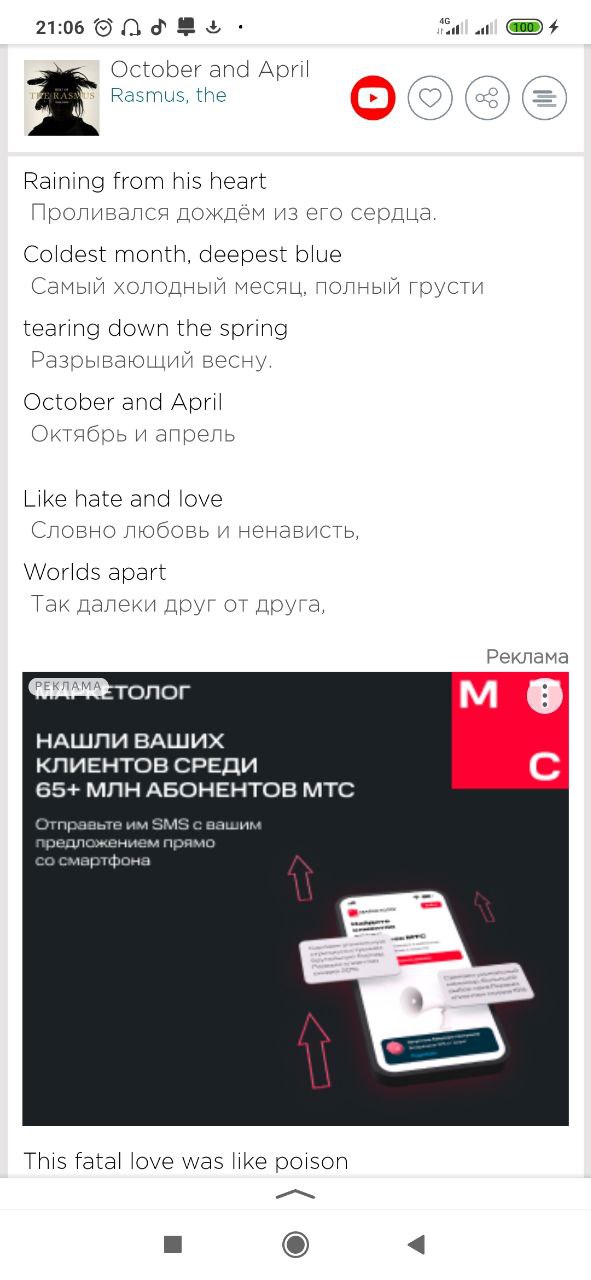 21:06
4G
100
October and April
Rasmus, the
BEST OF
THE RASMUS
Raining from his heart
Проливался дождём из его сердца.
Coldest month, deepest blue
Самый холодный месяц, полный грусти
tearing down the spring
Разрывающий весну.
October and April
Октябрь и апрель
Like hate and love
Словно любовь и ненависть,
Worlds apart
Так далеки друг от друга,
Реклама
РЕКЛАМА
МАРКЕТОЛОГ
М Т
С
НАШЛИ ВАШИХ
КЛИЕНТОВ СРЕДИ
65+ МЛН АБОНЕНТОВ МТС
Отправьте им SMS с вашим
предложением прямо
со смартфона
This fatal love was like poison